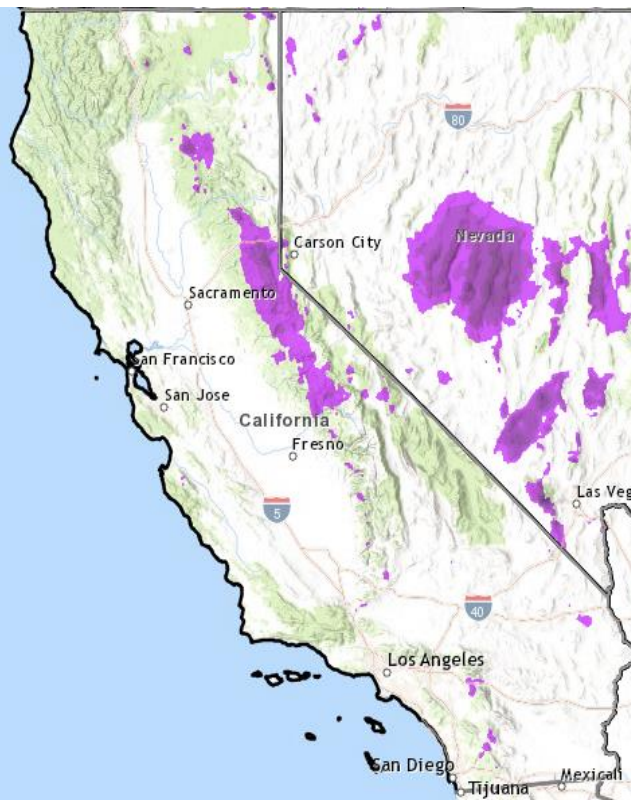 80
Nevada
Carson City
Sacramento
San Francisco
San Jose
California
Fresno
Las Veg
5
40
Los Angeles
San Diego
Tijuana
Mexicali